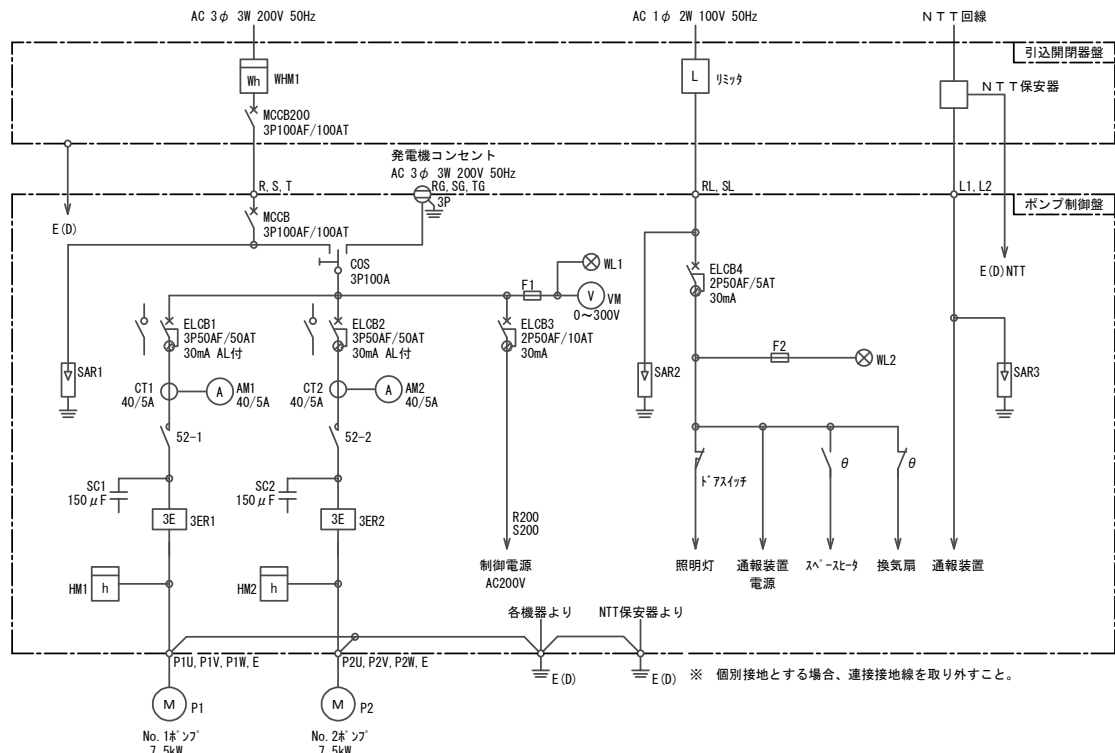 AC 3φ 3W 200V 50Hz
AC 1φ 2W 100V 50Hz
NTT回線
引込開閉器盤
Wh
WHM1
L
リミッタ
NTT保安器
MCCB200
3P100AF/100AT
発電機コンセント
AC 3φ 3W 200V 50Hz
R, S, T
RG, SG, TG
3P
RL, SL
L1, L2
ポンプ制御盤
E(D)
MCCB
3P100AF/100AT
COS
3P100A
E(D)NTT
F1
WL1
V
VM
0～300V
ELCB4
2P50AF/5AT
30mA
ELCB1
3P50AF/50AT
30mA AL付
ELCB2
3P50AF/50AT
30mA AL付
ELCB3
2P50AF/10AT
30mA
F2
WL2
SAR1
SAR2
SAR3
CT1
40/5A
A
AM1
40/5A
CT2
40/5A
A
AM2
40/5A
52-1
52-2
θ
θ
ドアスイッチ
SC1
150μF
SC2
150μF
3E
3ER1
3E
3ER2
R200
S200
制御電源
AC200V
照明灯
通報装置
電源
スペースヒータ
換気扇
通報装置
HM1
h
HM2
h
各機器より
NTT保安器より
P1U, P1V, P1W, E
P2U, P2V, P2W, E
E(D)
E(D)
※ 個別接地とする場合、連接接地線を取り外すこと。
M
P1
M
P2
No. 1ポンプ
7.5kW
No. 2ポンプ
7.5kW